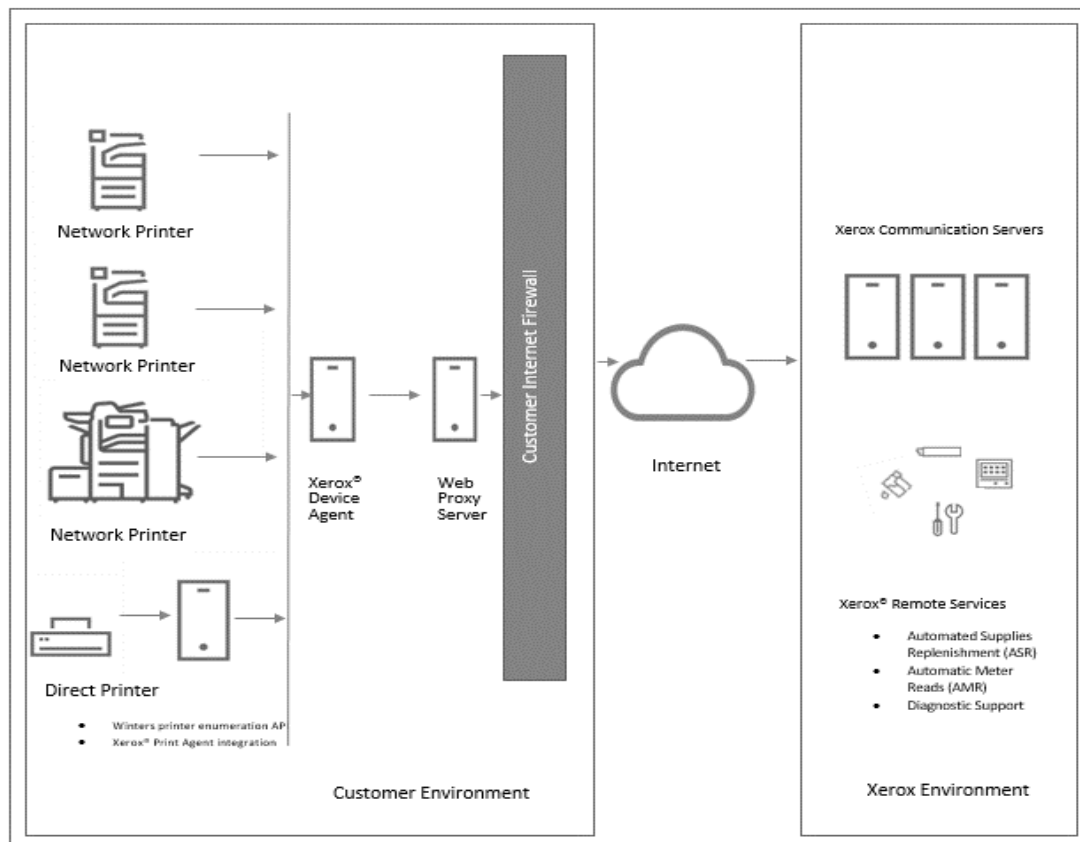 Network Printer
Network Printer
Network Printer
Direct Printer
• Winters printer enumeration AP
• Xerox® Print Agent integration
Xerox®
Device
Agent
Web
Proxy
Server
Customer Internet Firewall
Customer Environment
Internet
Xerox Communication Servers
Xerox® Remote Services
• Automated Supplies
Replenishment (ASR)
• Automatic Meter
Reads (AMR)
• Diagnostic Support
Xerox Environment